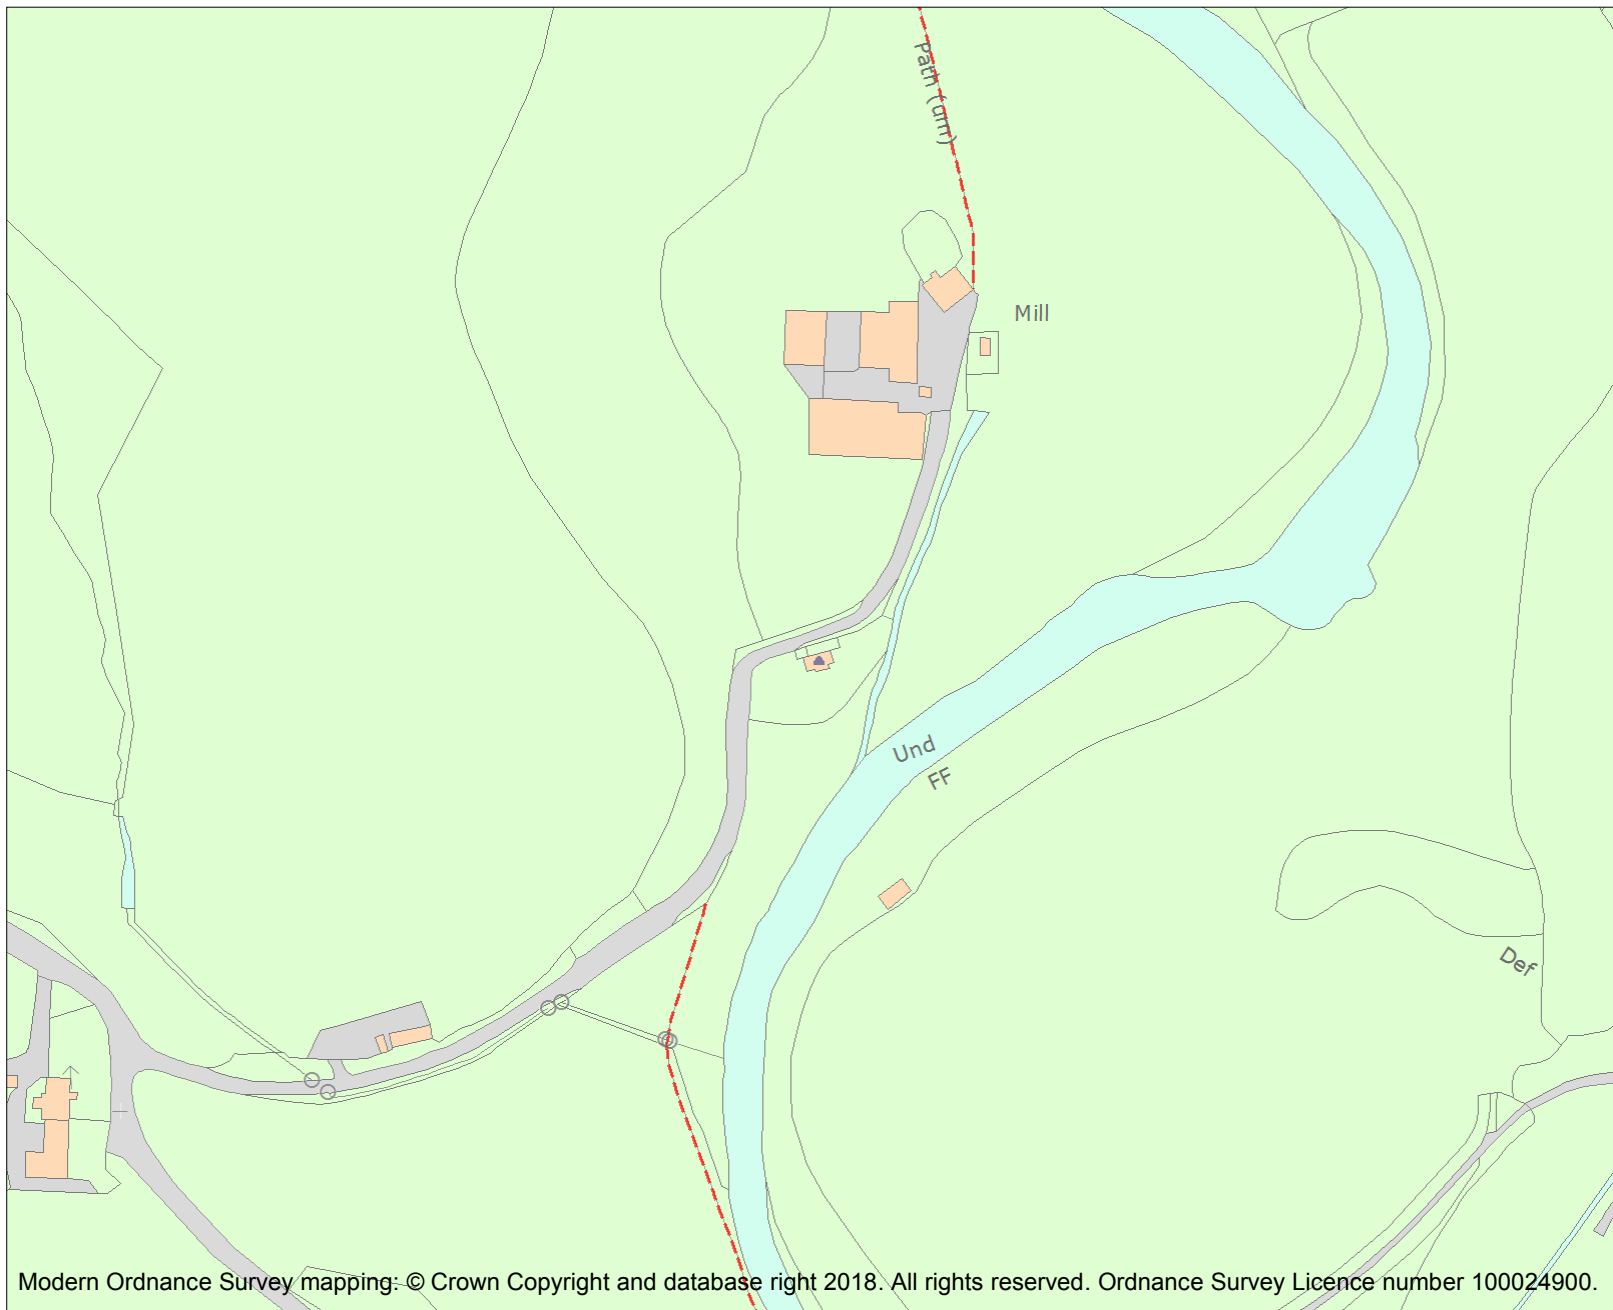 Path (um)
Mill
Und
FF
Def
Modern Ordnance Survey mapping: © Crown Copyright and database right 2018. All rights reserved. Ordnance Survey Licence number 100024900.